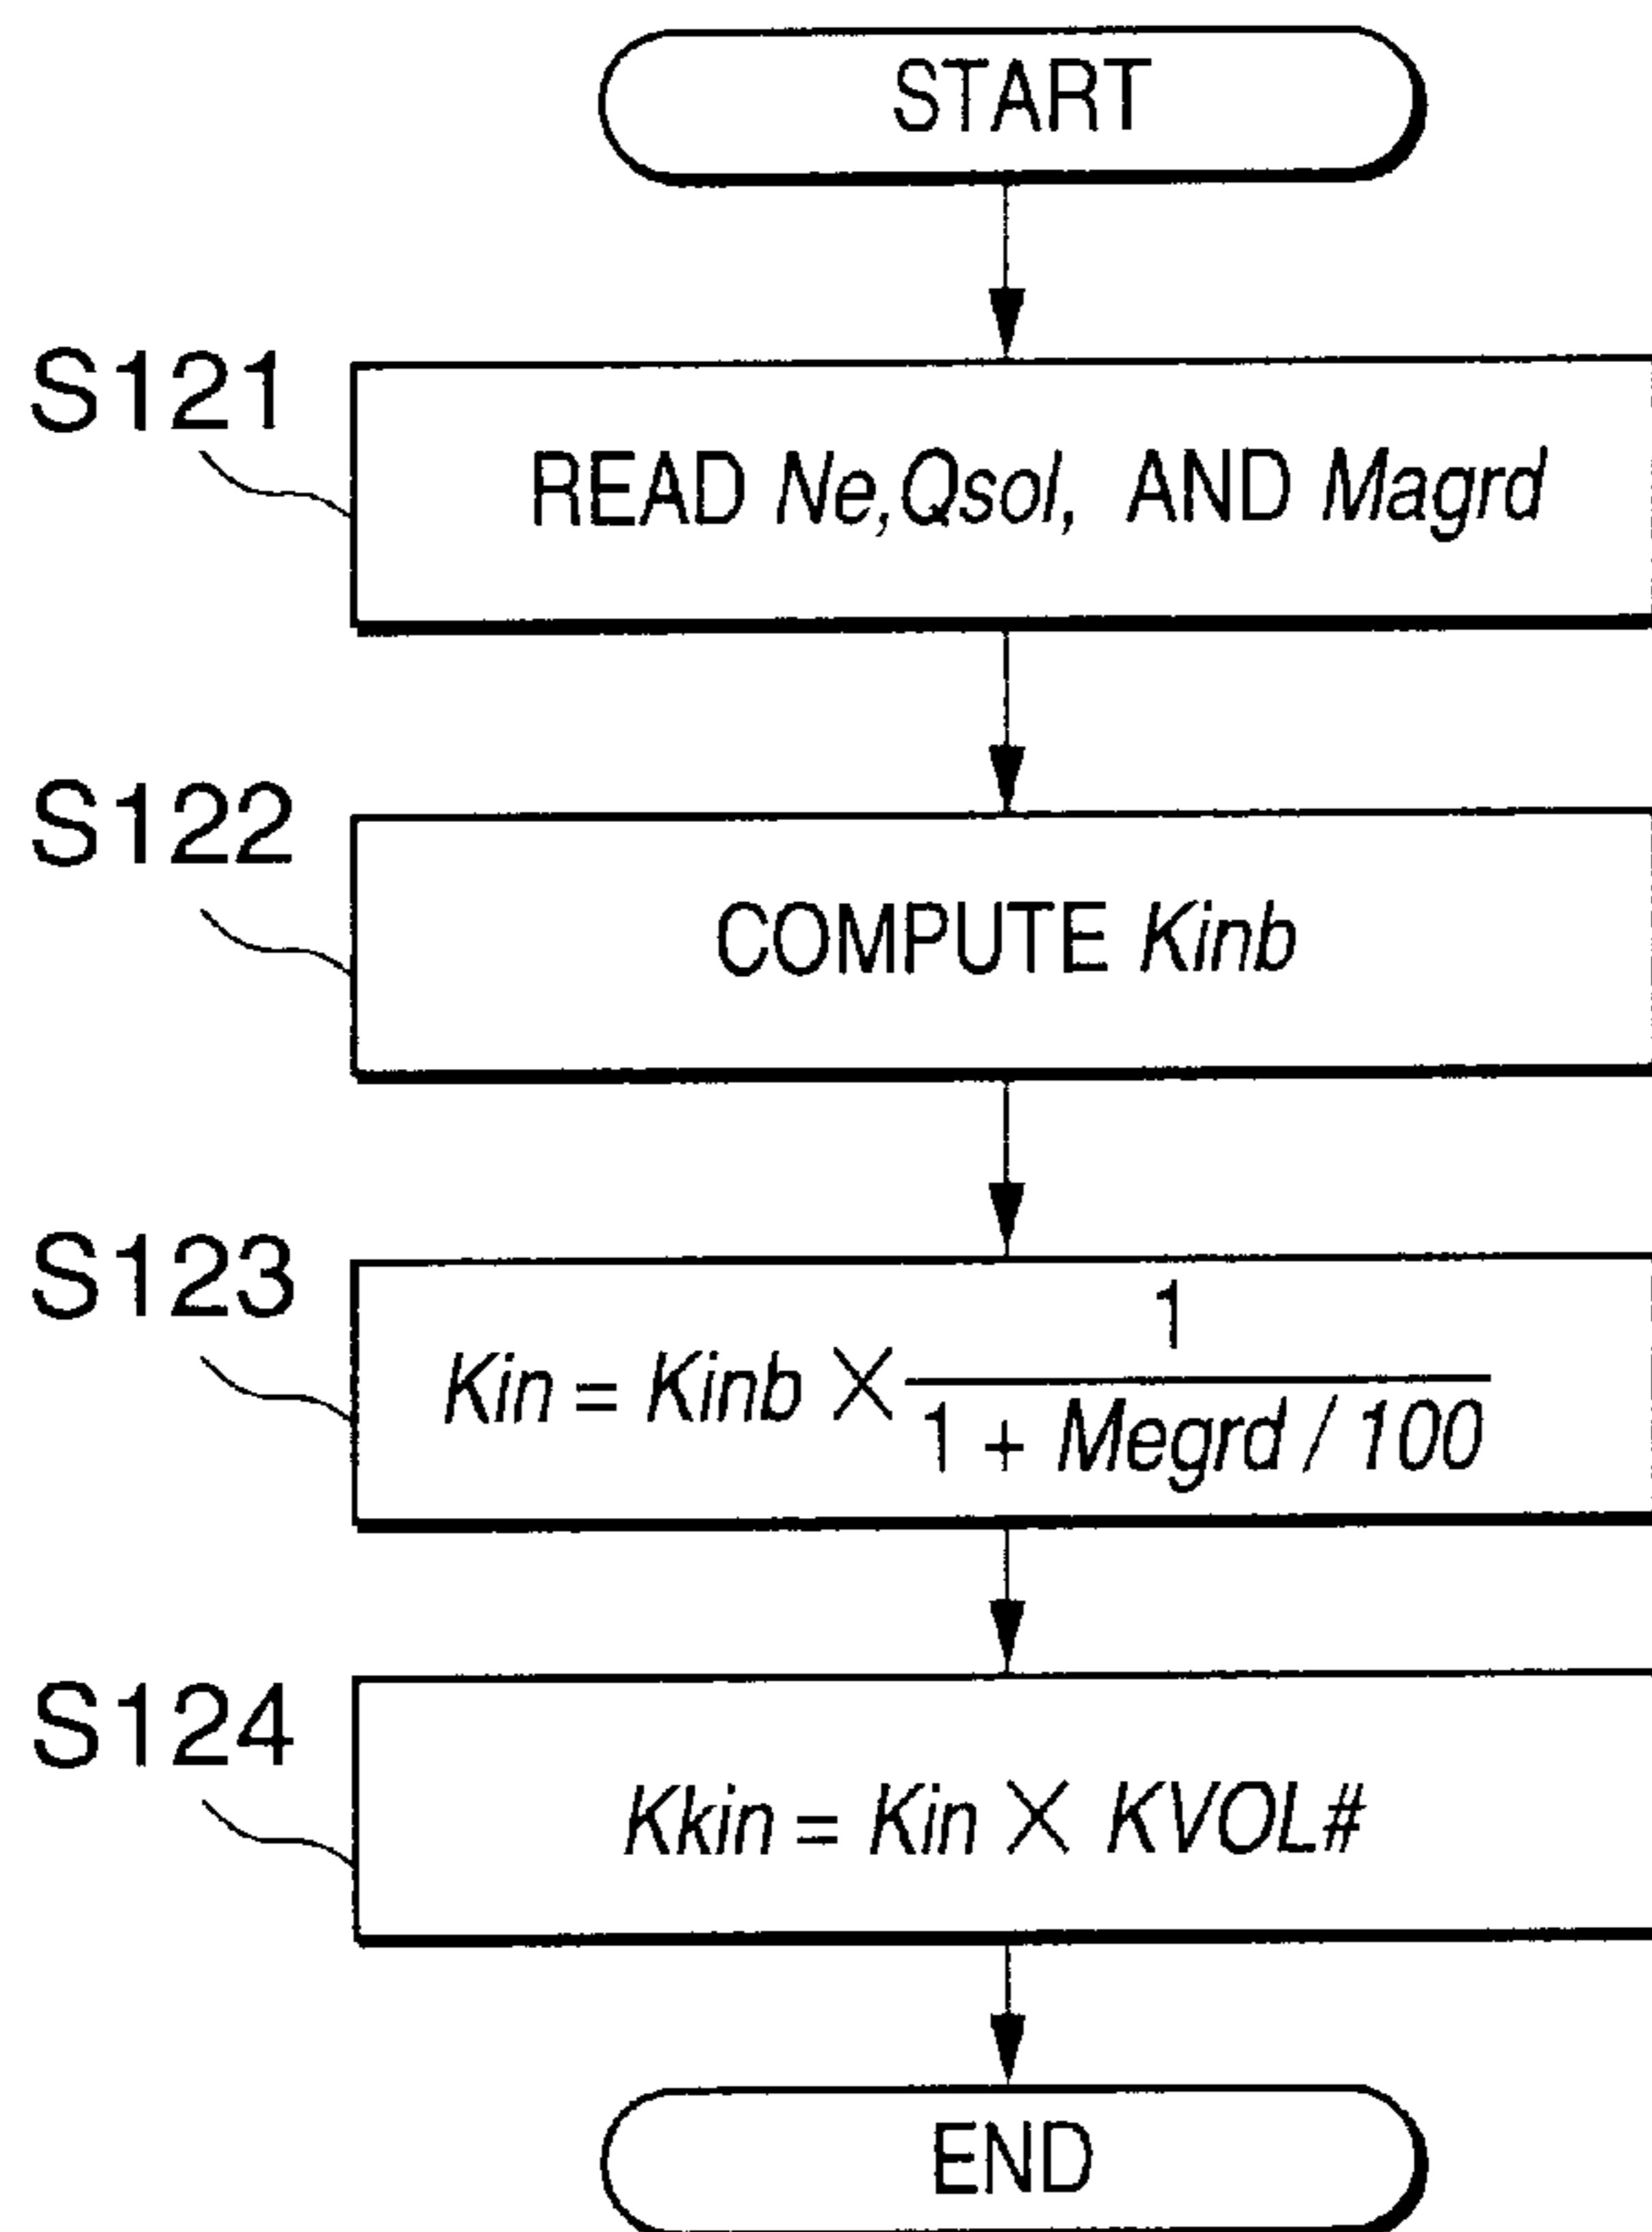 START
S121
READ Ne,Qsol, AND Magrd
S122
COMPUTE Kinb
S123
1
Kin = Kinb ×
1 + Megrd / 100
S124
Kkin = Kin × KVOL#
END